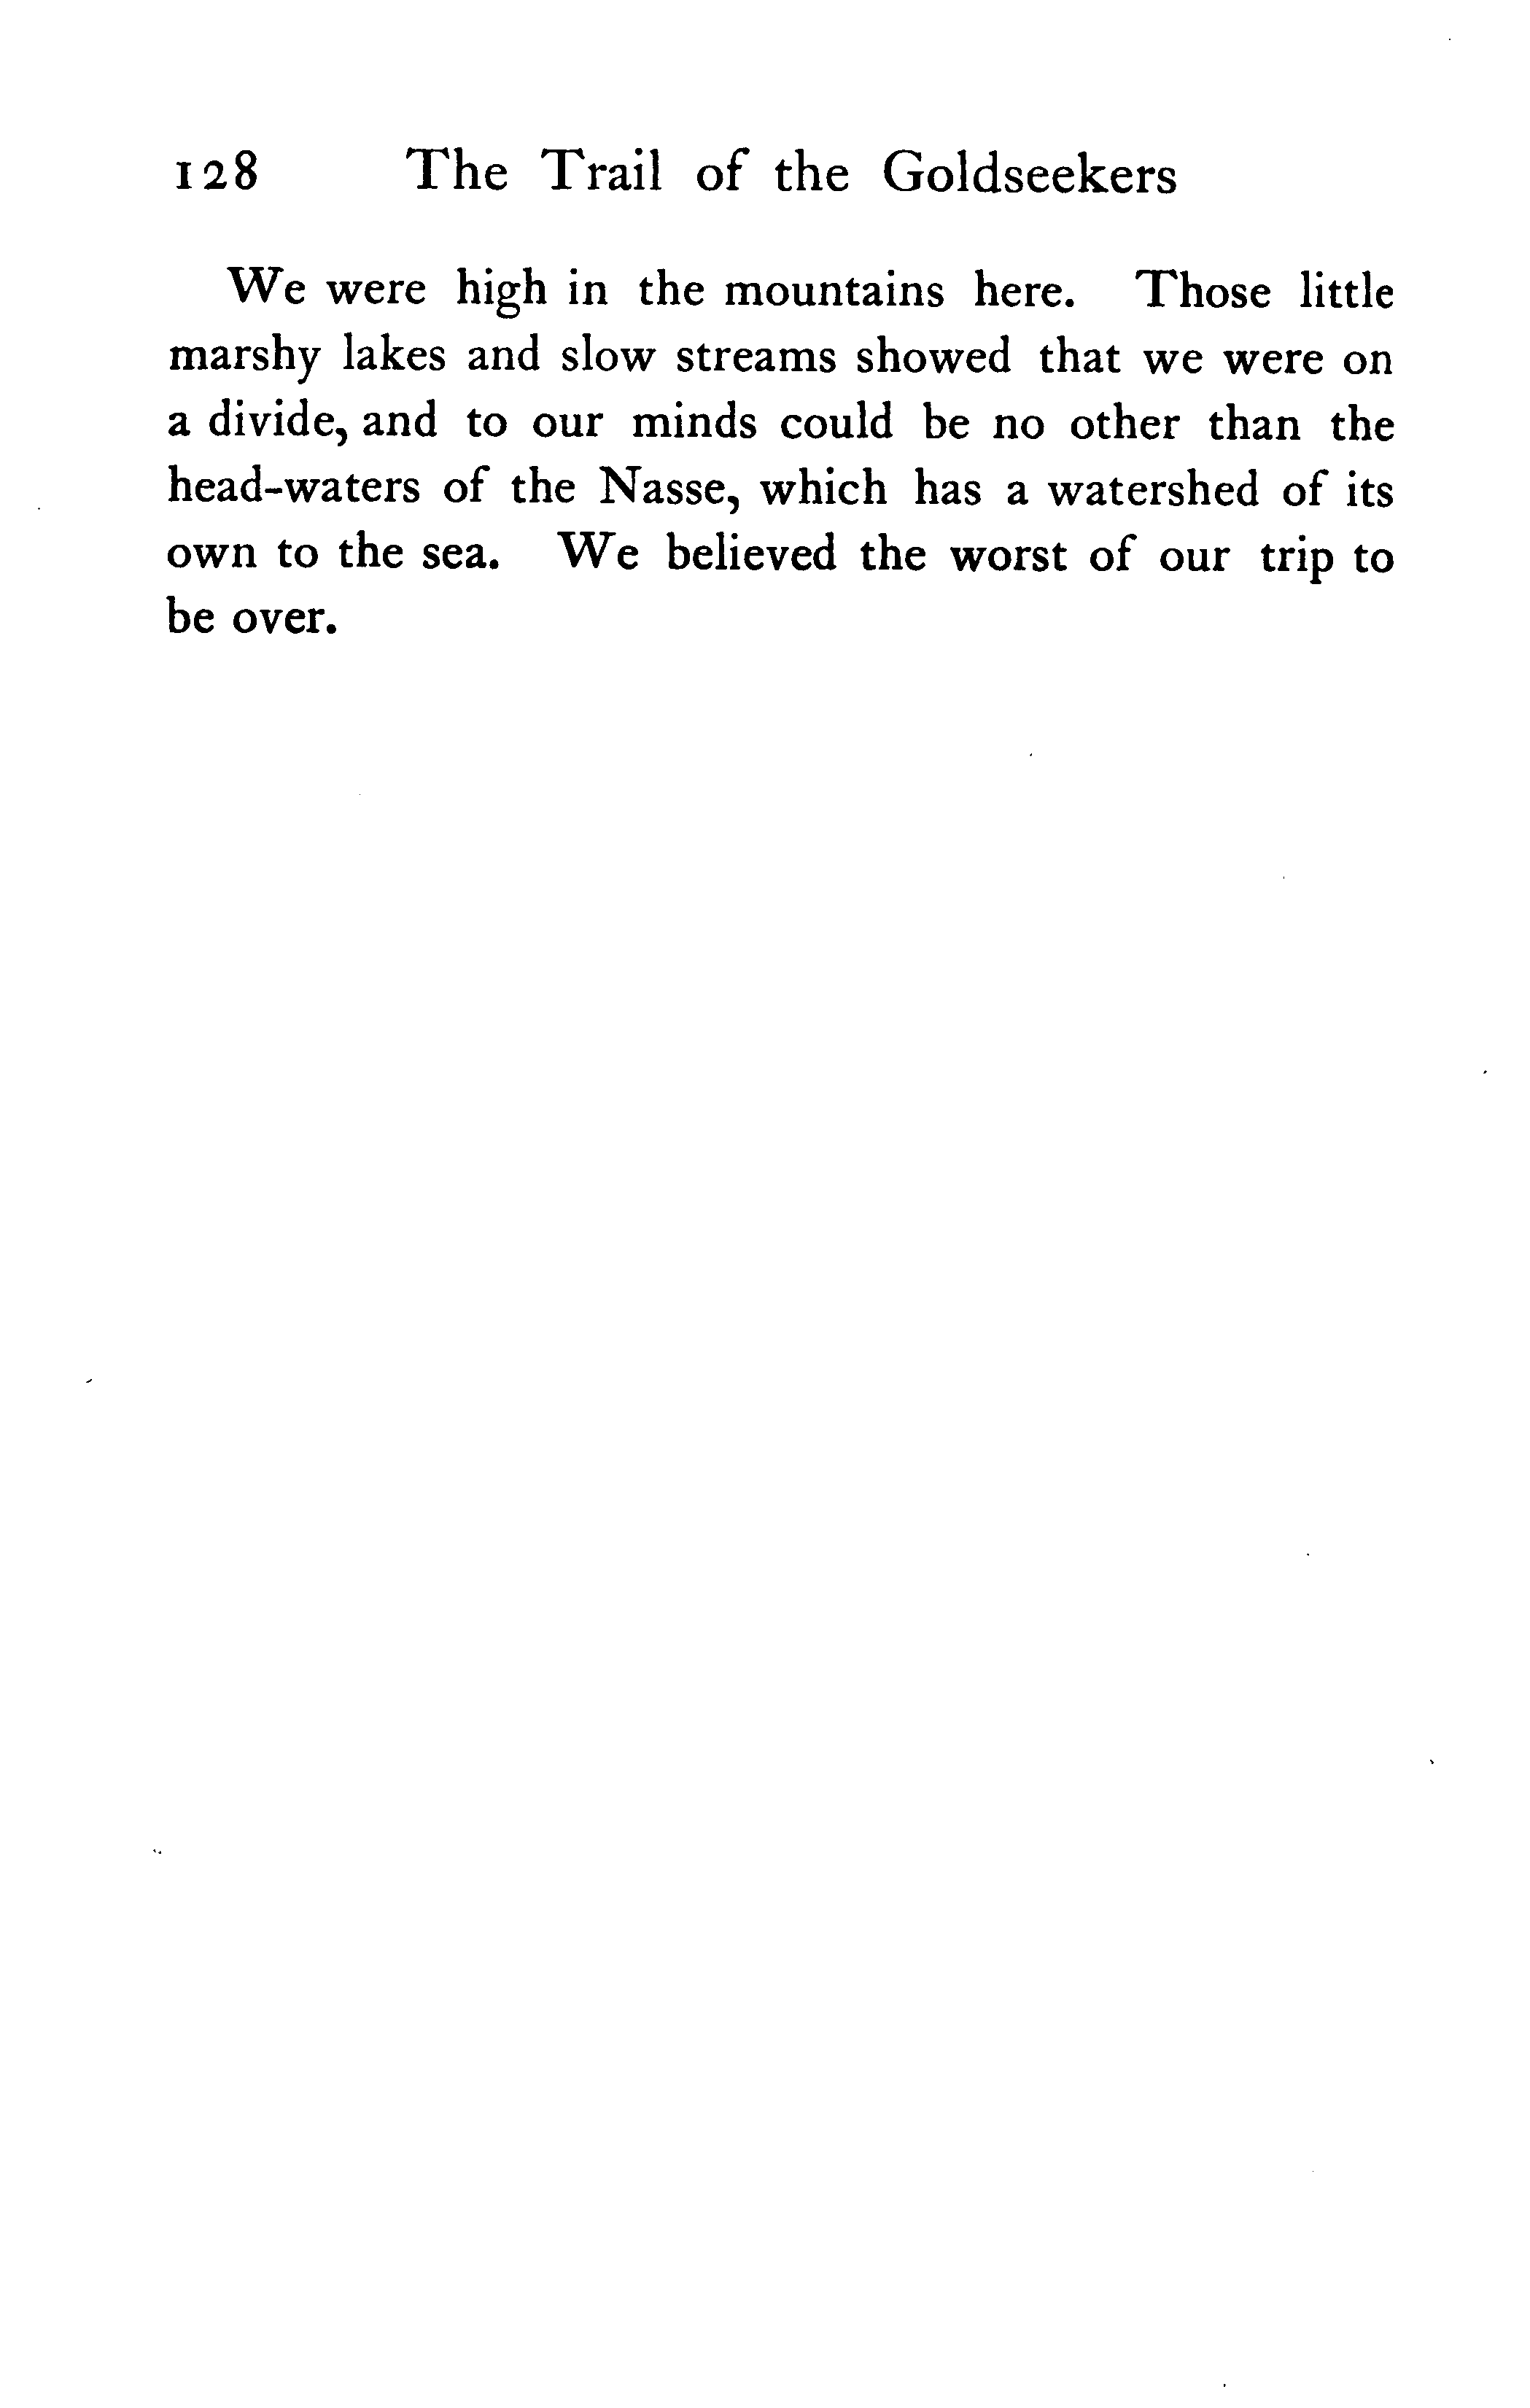 128 The Trail of the Goldseekers
We were high in the mountains here. Those little
marshy lakes and slow streams showed that we were on
a divide, and to our minds could be no other than the
head-waters of the Nasse, which has a watershed of its
own to the sea. We believed the worst of our trip to
be over.